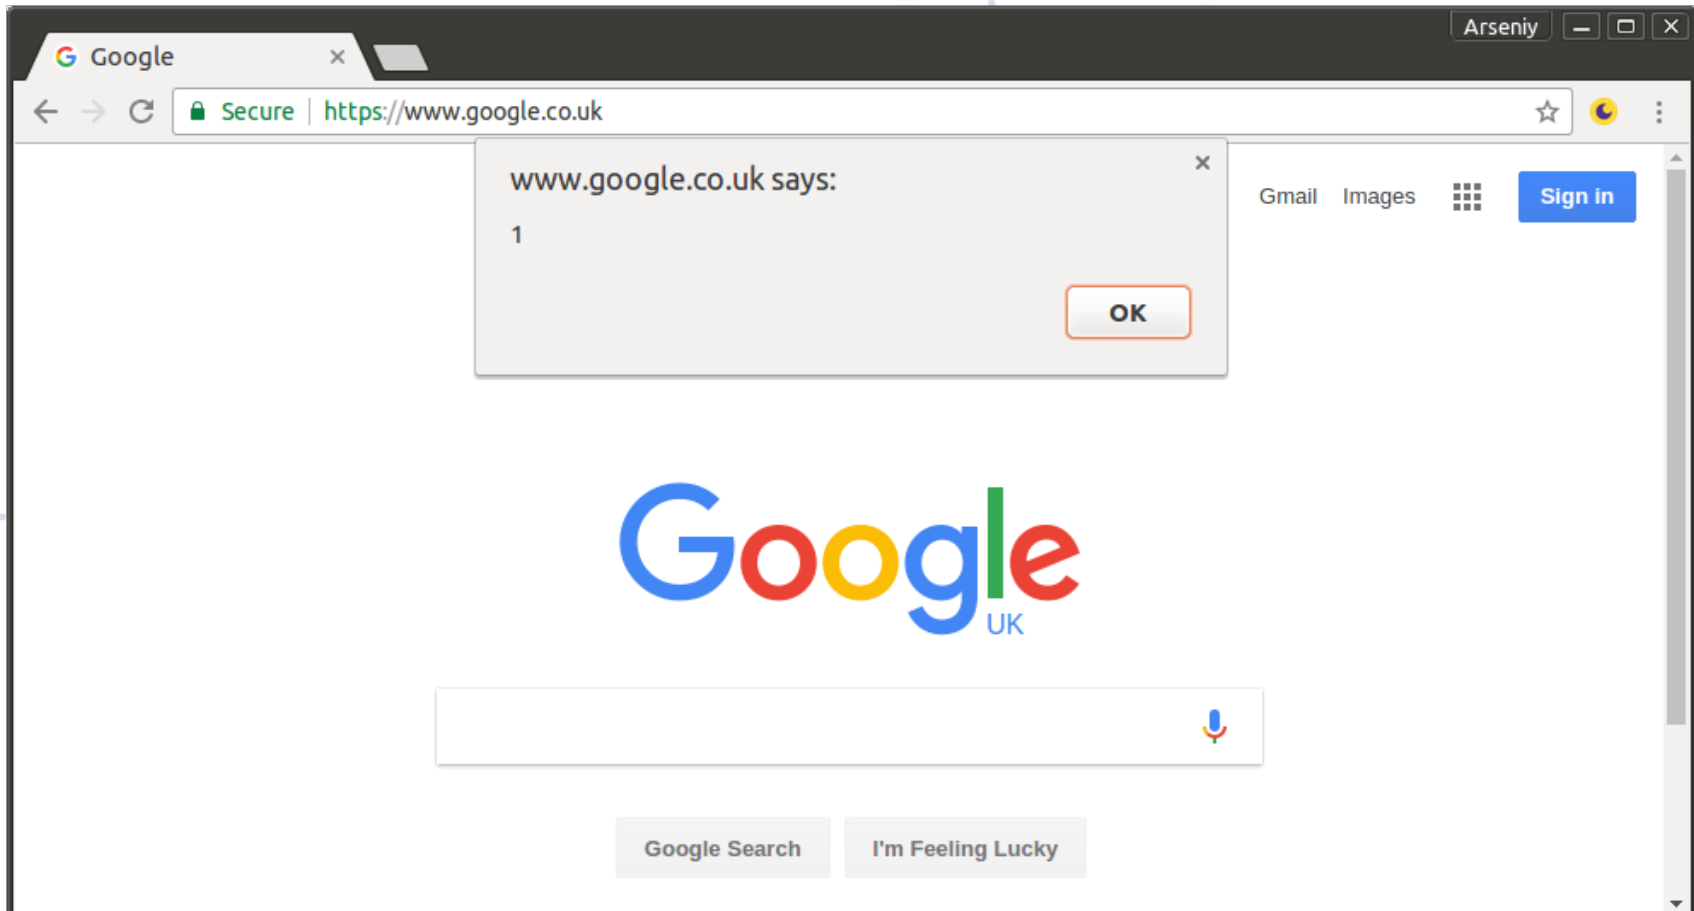 Arseniy
Google
Secure https://www.google.co.uk
www.google.co.uk says:
1
OK
Gmail Images Sign in
Google
UK
Google Search I'm Feeling Lucky